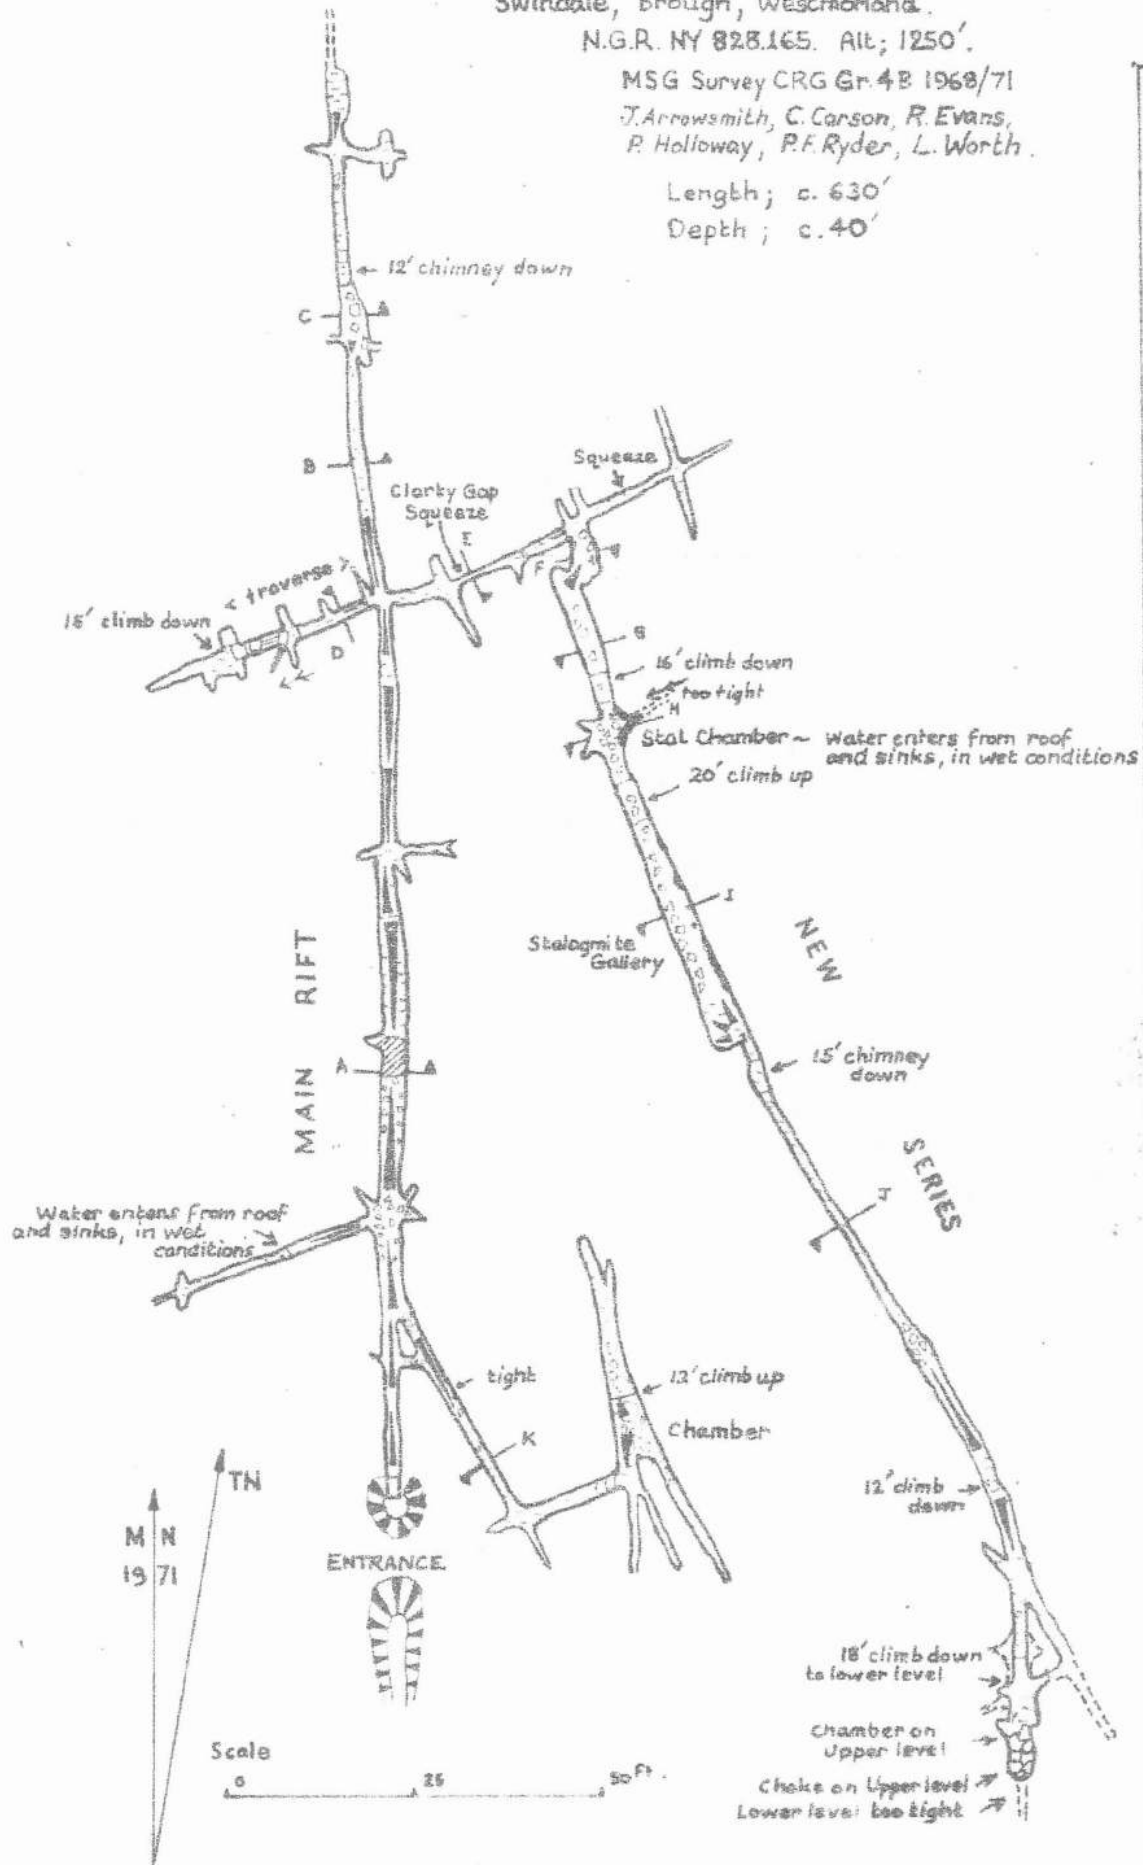 Swindale, Brough, Westmorland.
N.G.R. NY 828.165. Alt; 1250'.
MSG Survey CRG Gr.4B 1968/71
J.Arrowsmith, C. Carson, R. Evans,
P. Holloway, P.F. Ryder, L. Worth.
Length; c. 630'
Depth; c. 40'
12' chimney down
C
B
Squeeze
Clarky Gap
Squeeze
E
F
< traverse >
18' climb down
D
G
16' climb down
too tight
H
Stal Chamber ~ water enters from roof
and sinks, in wet conditions
20' climb up
I
Stalagmite
Gallery
NEW
SERIES
MAIN RIFT
A
15' chimney
down
J
Water enters from roof
and sinks, in wet
conditions
tight
12' climb up
Chamber
K
12' climb
down
TN
M N
1971
ENTRANCE
18' climb down
to lower level
Chamber on
Upper level
Choke on Upper level
Lower level too tight
Scale
0 25 50 Ft.